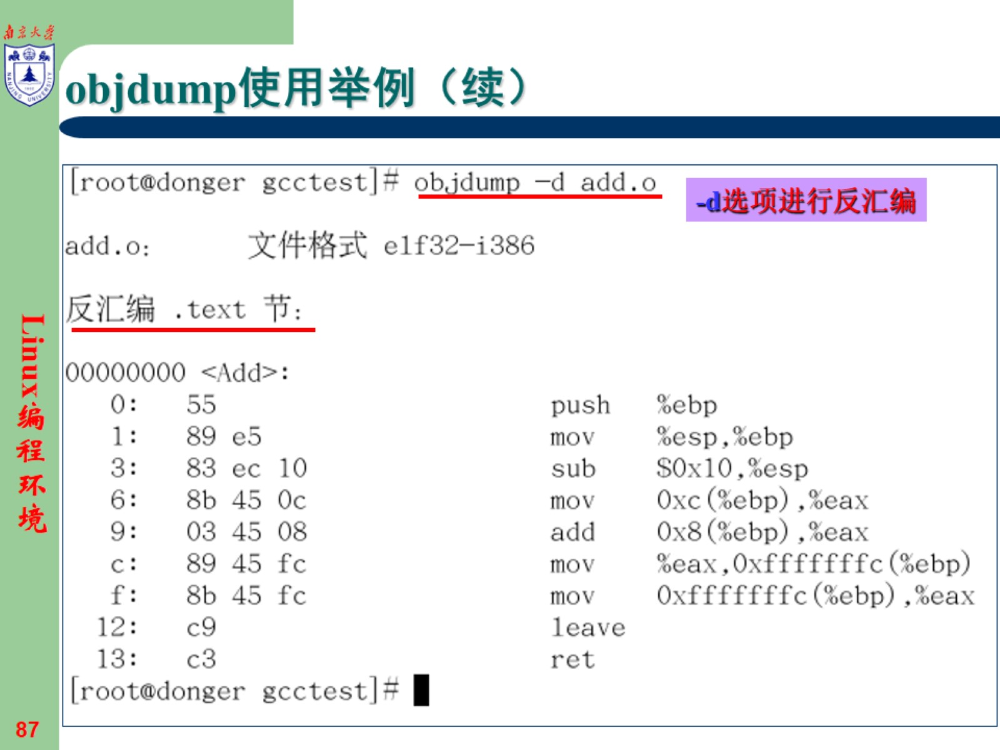 南京大学
NANJING UNIVERSITY
1902
objdump使用举例（续）
[root@donger gcctest]# objdump -d add.o
-d选项进行反汇编
add.o:      文件格式 elf32-i386
反汇编 .text 节:
00000000 <Add>:
0:   55                      push   %ebp
1:   89 e5                   mov    %esp,%ebp
3:   83 ec 10                sub    $0x10,%esp
6:   8b 45 0c                mov    0xc(%ebp),%eax
9:   03 45 08                add    0x8(%ebp),%eax
c:   89 45 fc                mov    %eax,0xfffffffc(%ebp)
f:   8b 45 fc                mov    0xfffffffc(%ebp),%eax
12:   c9                      leave
13:   c3                      ret
[root@donger gcctest]#
Linux编程环境
87